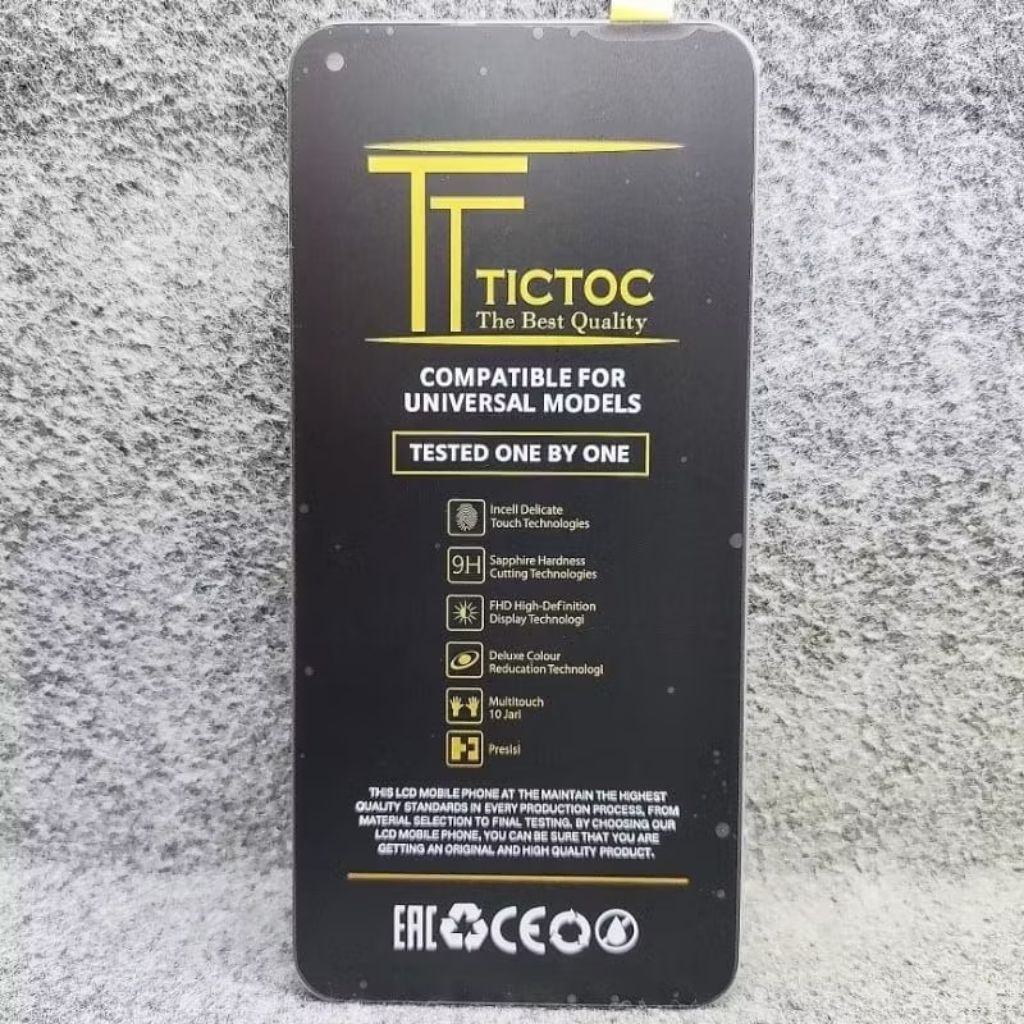 TT
TICTOC
The Best Quality
COMPATIBLE FOR
UNIVERSAL MODELS
TESTED ONE BY ONE
Incell Delicate
Touch Technologies
9H
Sapphire Hardness
Cutting Technologies
FHD High-Definition
Display Technologi
Deluxe Colour
Reducation Technologi
Multitouch
10 Jari
Presisi
THIS LCD MOBILE PHONE AT THE MAINTAIN THE HIGHEST
QUALITY STANDARDS IN EVERY PRODUCTION PROCESS, FROM
MATERIAL SELECTION TO FINAL TESTING. BY CHOOSING OUR
LCD MOBILE PHONE, YOU CAN BE SURE THAT YOU ARE
GETTING AN ORIGINAL AND HIGH QUALITY PRODUCT.
EAC CE